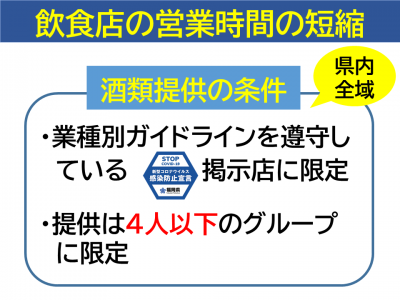 飲食店の営業時間の短縮
県内
全域
酒類提供の条件
・業種別ガイドラインを遵守し
ている
STOP
COVID-19
新型コロナウイルス
感染防止宣言
福岡県
掲示店に限定
・提供は4人以下のグループ
に限定